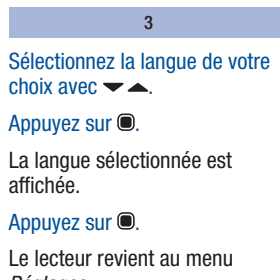 3
Sélectionnez la langue de votre
choix avec
Appuyez sur
La langue sélectionnée est
affichée.
Appuyez sur
Le lecteur revient au menu
Réglages